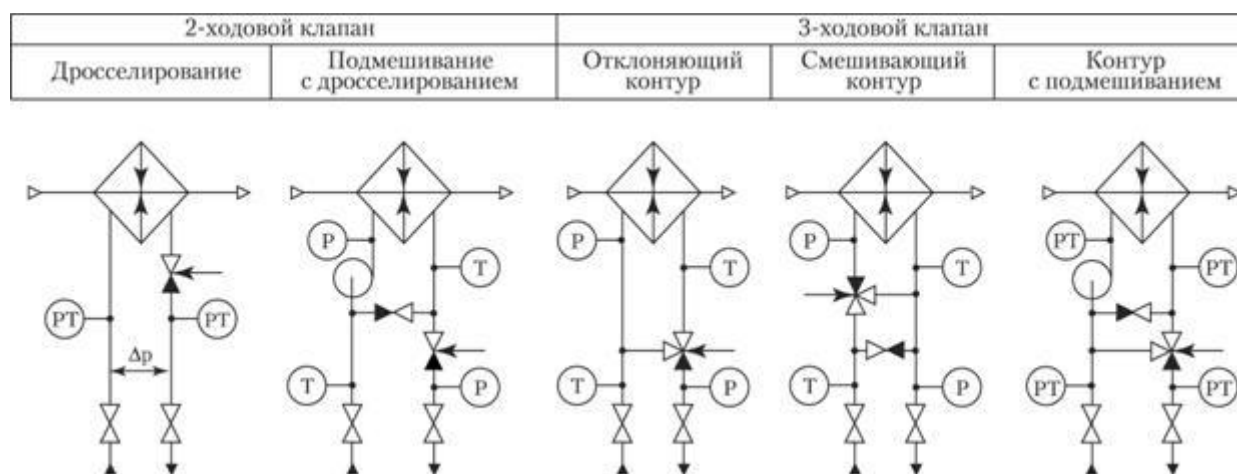 2-ходовой клапан
3-ходовой клапан
Дросселирование
Подмешивание
с дросселированием
Отклоняющий
контур
Смешивающий
контур
Контур
с подмешиванием
P
P
P
PT
T
T
T
PT
PT
PT
Δp
T
P
T
T
P
PT
PT